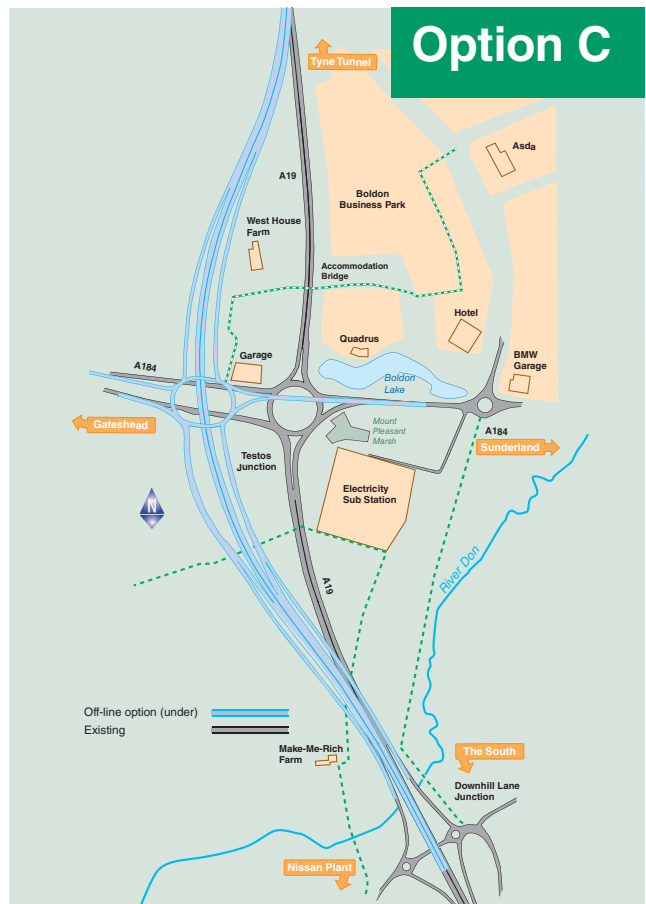 Option C
Tyne Tunnel
Asda
A19
Boldon
Business Park
West House
Farm
Accommodation
Bridge
Hotel
Quadrus
Garage
BMW
Garage
A184
Boldon
Lake
Gateshead
Mount
Pleasant
Marsh
A184
Sunderland
Testos
Junction
Electricity
Sub Station
N
River Don
A19
Off-line option (under)
Existing
Make-Me-Rich
Farm
The South
Downhill Lane
Junction
Nissan Plant